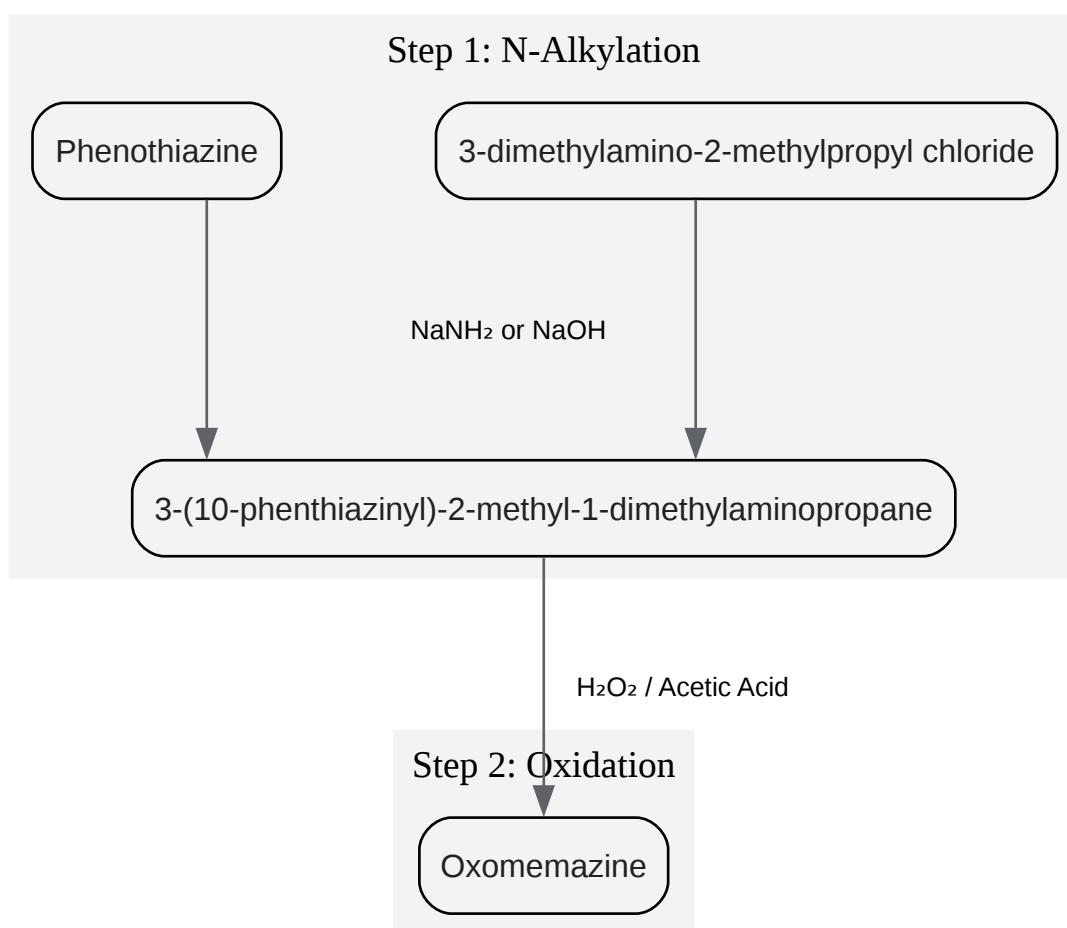 Step 1: N-Alkylation
Phenothiazine
3-dimethylamino-2-methylpropyl chloride
NaNH₂ or NaOH
3-(10-phenthiazinyl)-2-methyl-1-dimethylaminopropane
H₂O₂ / Acetic Acid
Step 2: Oxidation
Oxomemazine